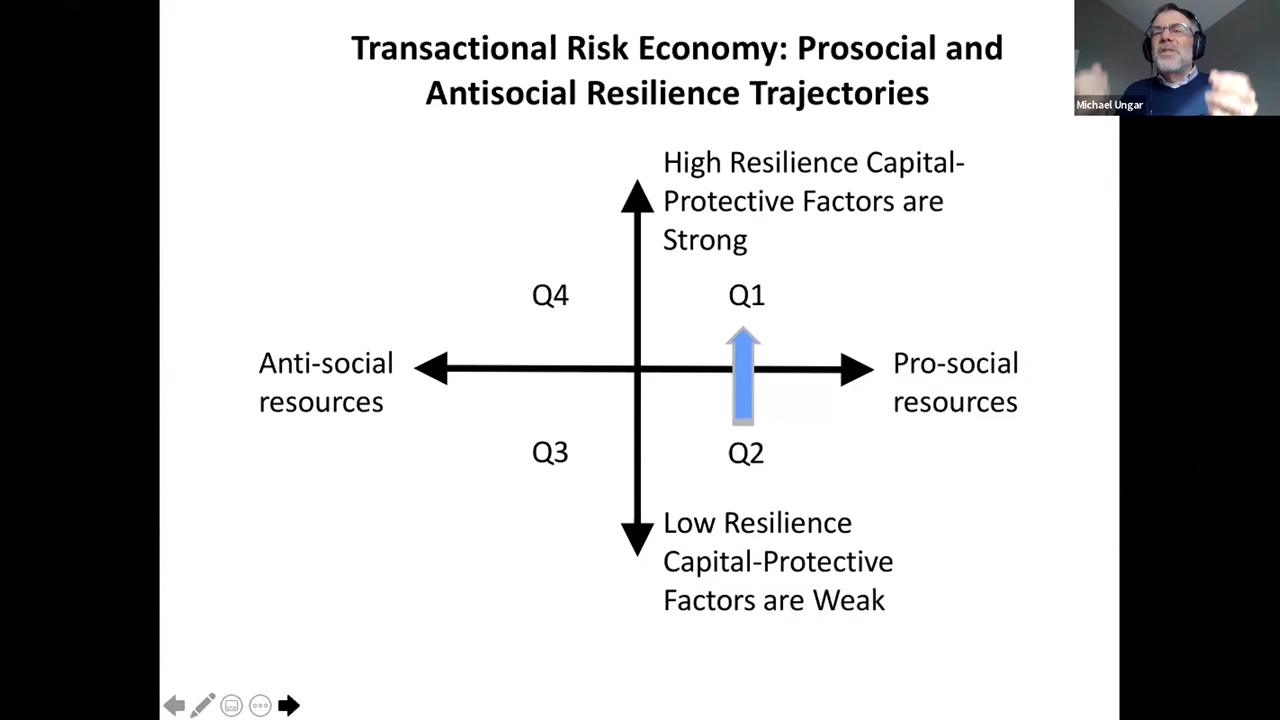 Transactional Risk Economy: Prosocial and
Antisocial Resilience Trajectories
Michael Ungar
High Resilience Capital-
Protective Factors are
Strong
Q4
Q1
Anti-social
resources
Pro-social
resources
Q3
Q2
Low Resilience
Capital-Protective
Factors are Weak